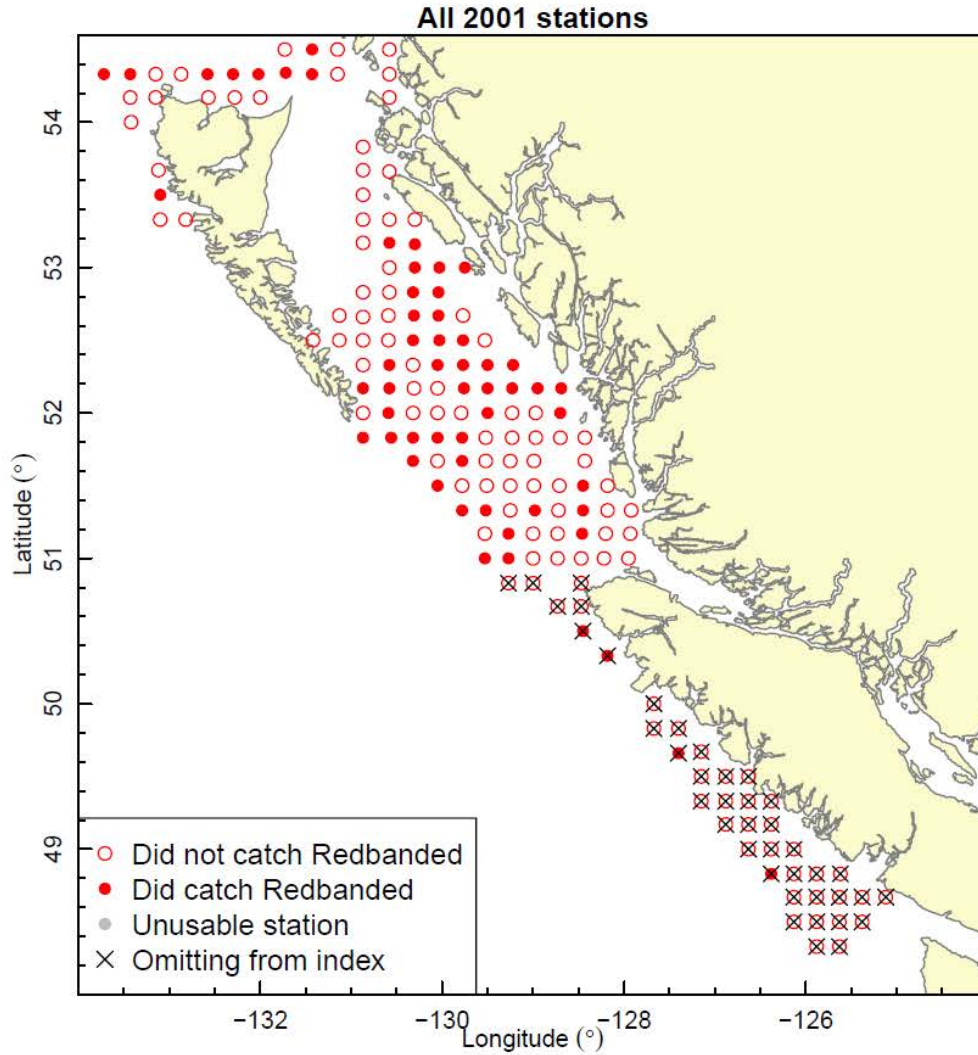 All 2001 stations
54
53
52
51
50
49
Latitude (°)
Did not catch Redbanded
Did catch Redbanded
Unusable station
Omitting from index
−132
−130
−128
−126
Longitude (°)